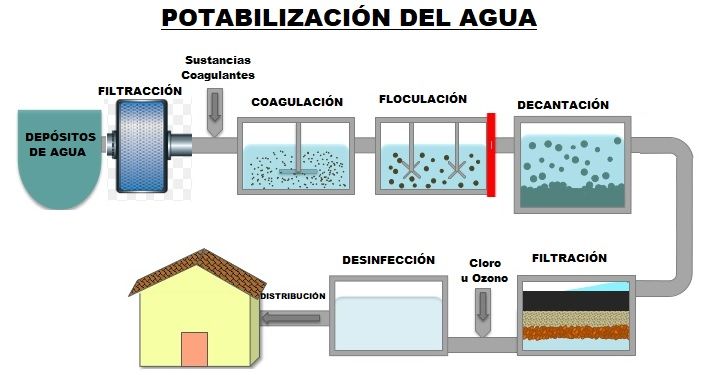 POTABILIZACIÓN DEL AGUA
Sustancias
Coagulantes
FILTRACCIÓN
COAGULACIÓN
FLOCULACIÓN
DECANTACIÓN
DEPÓSITOS
DE AGUA
DESINFECCIÓN
Cloro
u Ozono
FILTRACIÓN
DISTRIBUCIÓN